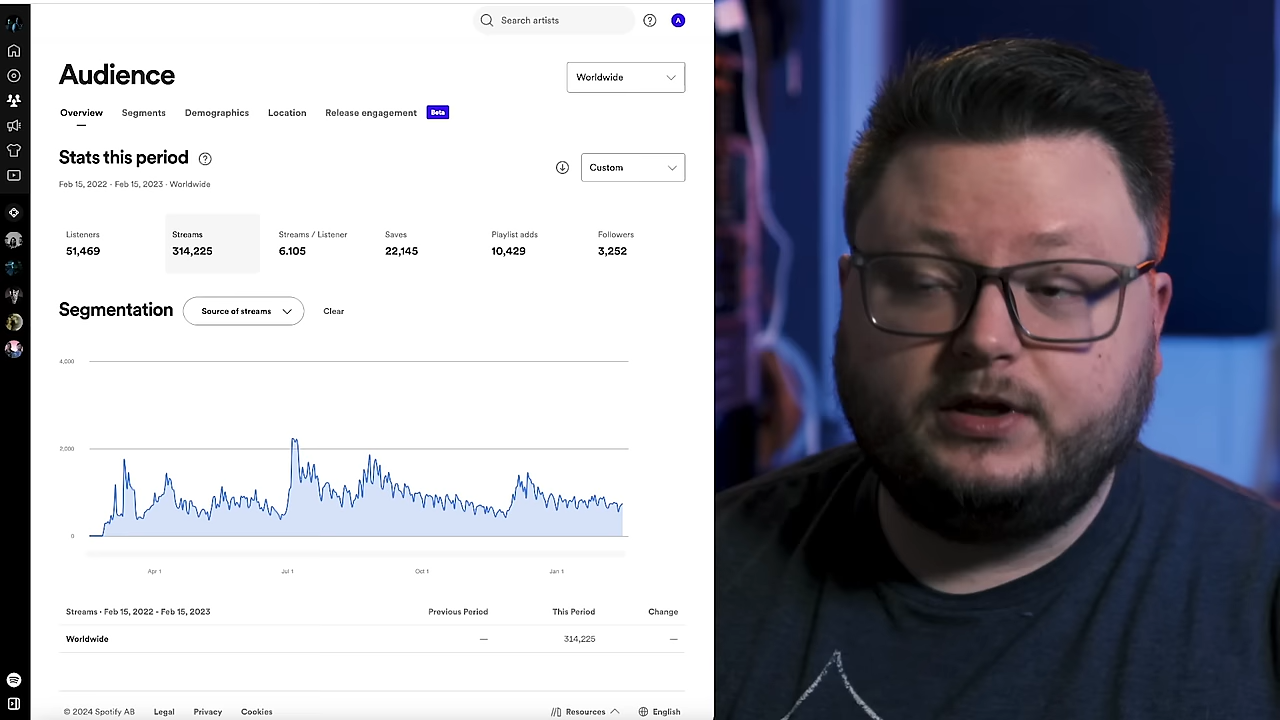 Search artists
A
Audience
Worldwide
Overview Segments Demographics Location Release engagement Beta
Stats this period
Custom
Feb 15, 2022 - Feb 15, 2023 · Worldwide
Listeners Streams Streams / Listener Saves Playlist adds Followers
51,469 314,225 6.105 22,145 10,429 3,252
Segmentation Source of streams Clear
4,000
2,000
0
Apr 1 Jul 1 Oct 1 Jan 1
Streams • Feb 15, 2022 - Feb 15, 2023 Previous Period This Period Change
Worldwide — 314,225 —
© 2024 Spotify AB Legal Privacy Cookies Resources English